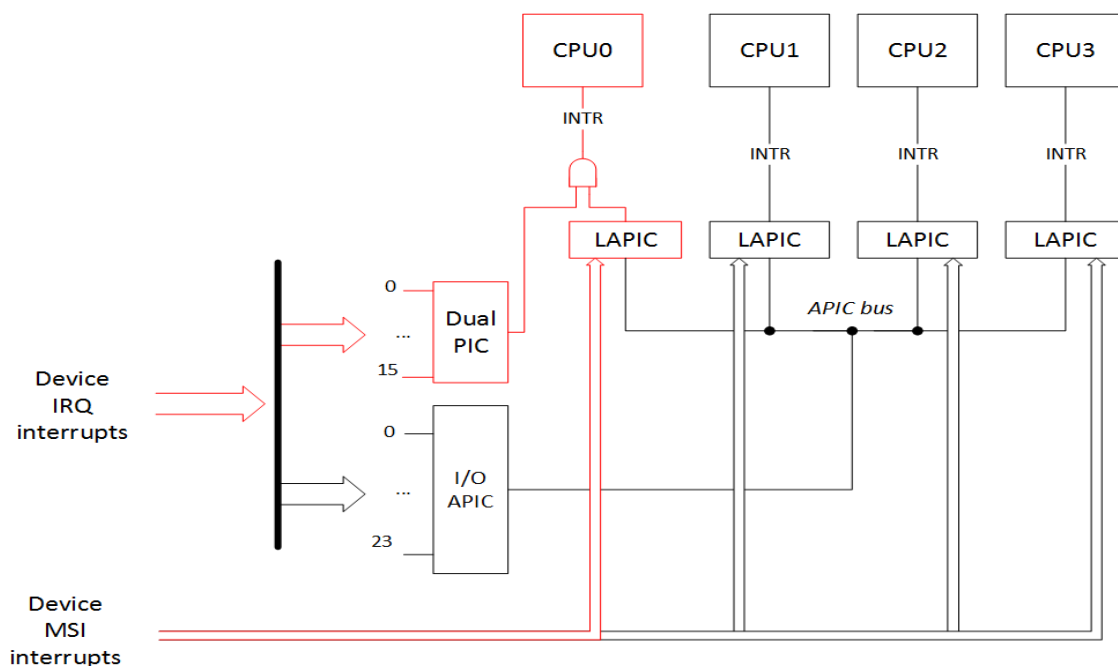 CPU0
CPU1
CPU2
CPU3
INTR
INTR
INTR
INTR
LAPIC
LAPIC
LAPIC
LAPIC
APIC bus
0
...
15
Dual
PIC
Device
IRQ
interrupts
0
...
23
I/O
APIC
Device
MSI
interrupts